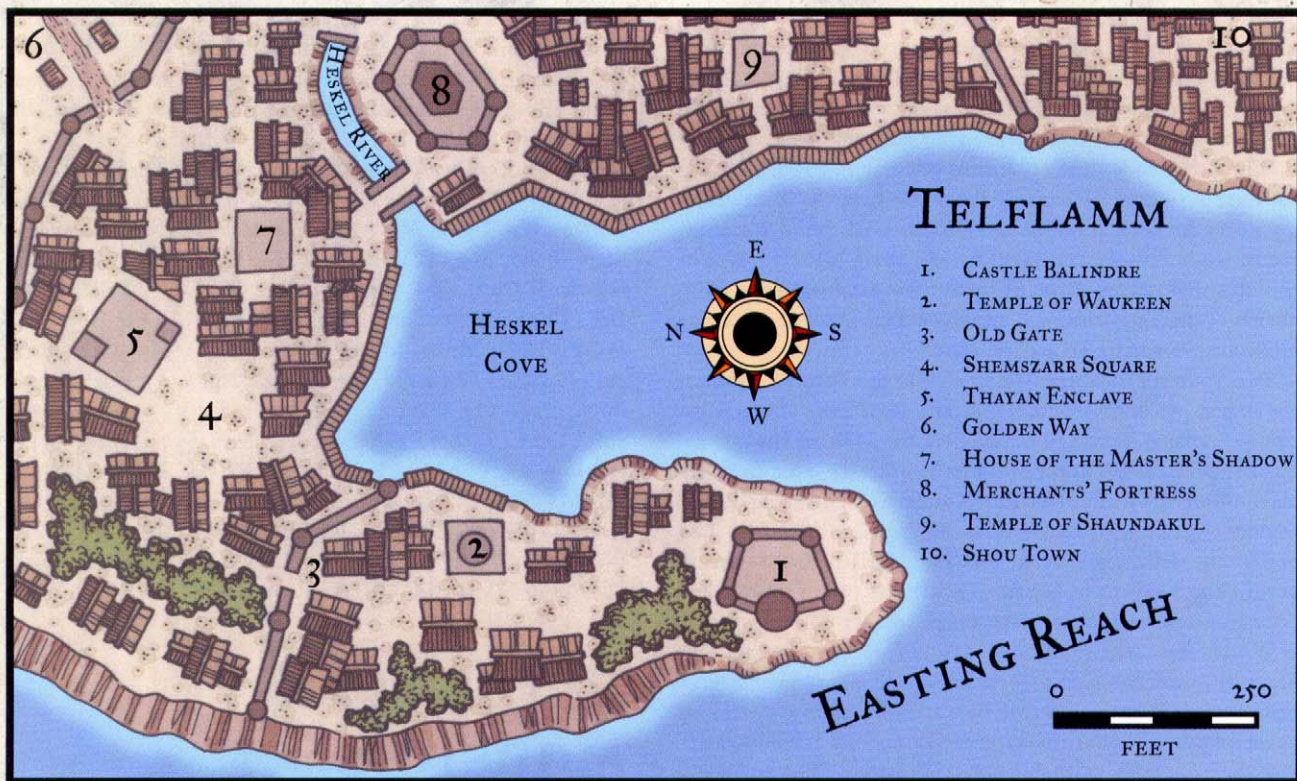 6
10
Heskel River
8
9
Telflamm
7
E
N
S
W
Heskel
Cove
1. Castle Balindre
2. Temple of Waukeen
3. Old Gate
4. Shemszarr Square
5. Thayan Enclave
6. Golden Way
7. House of the Master's Shadow
8. Merchants' Fortress
9. Temple of Shaundakul
10. Shou Town
5
4
2
3
1
Easting Reach
0 250
Feet